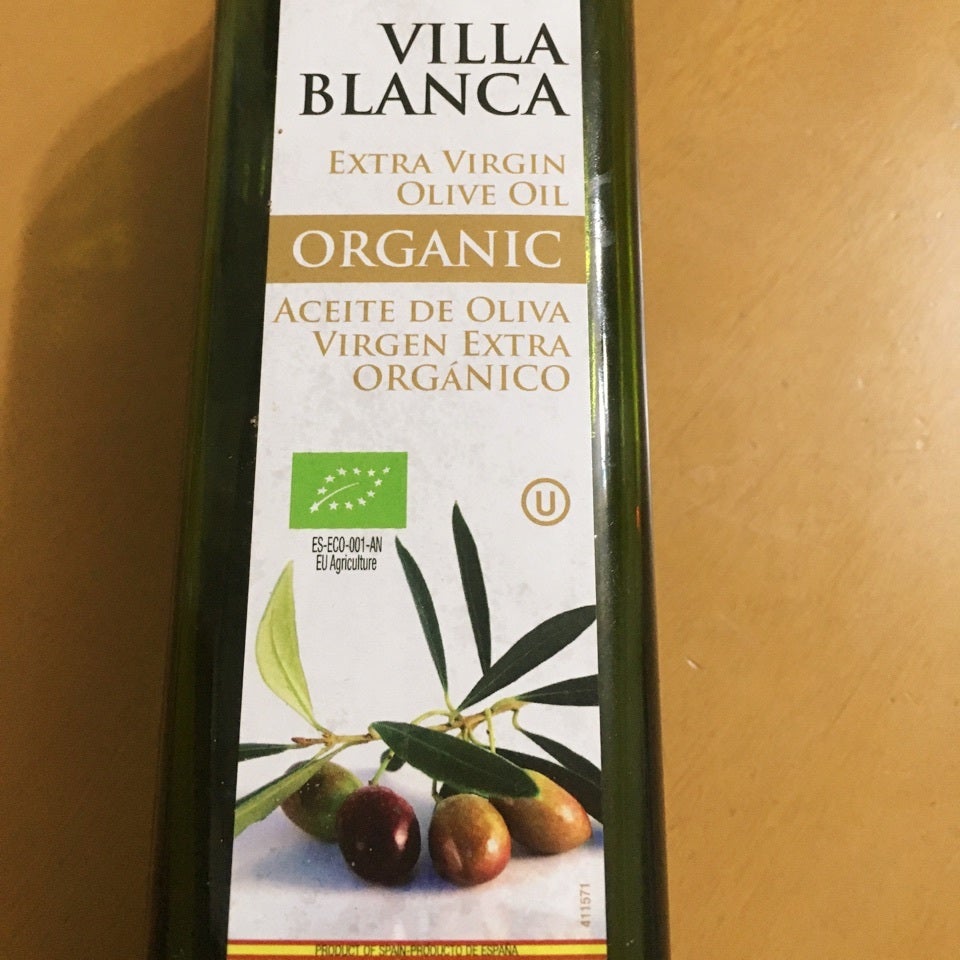 VILLA
BLANCA
EXTRA VIRGIN
OLIVE OIL
ORGANIC
ACEITE DE OLIVA
VIRGEN EXTRA
ORGÁNICO
U
ES-ECO-001-AN
EU Agriculture
411571
PRODUCT OF SPAIN-PRODUCTO DE ESPAÑA